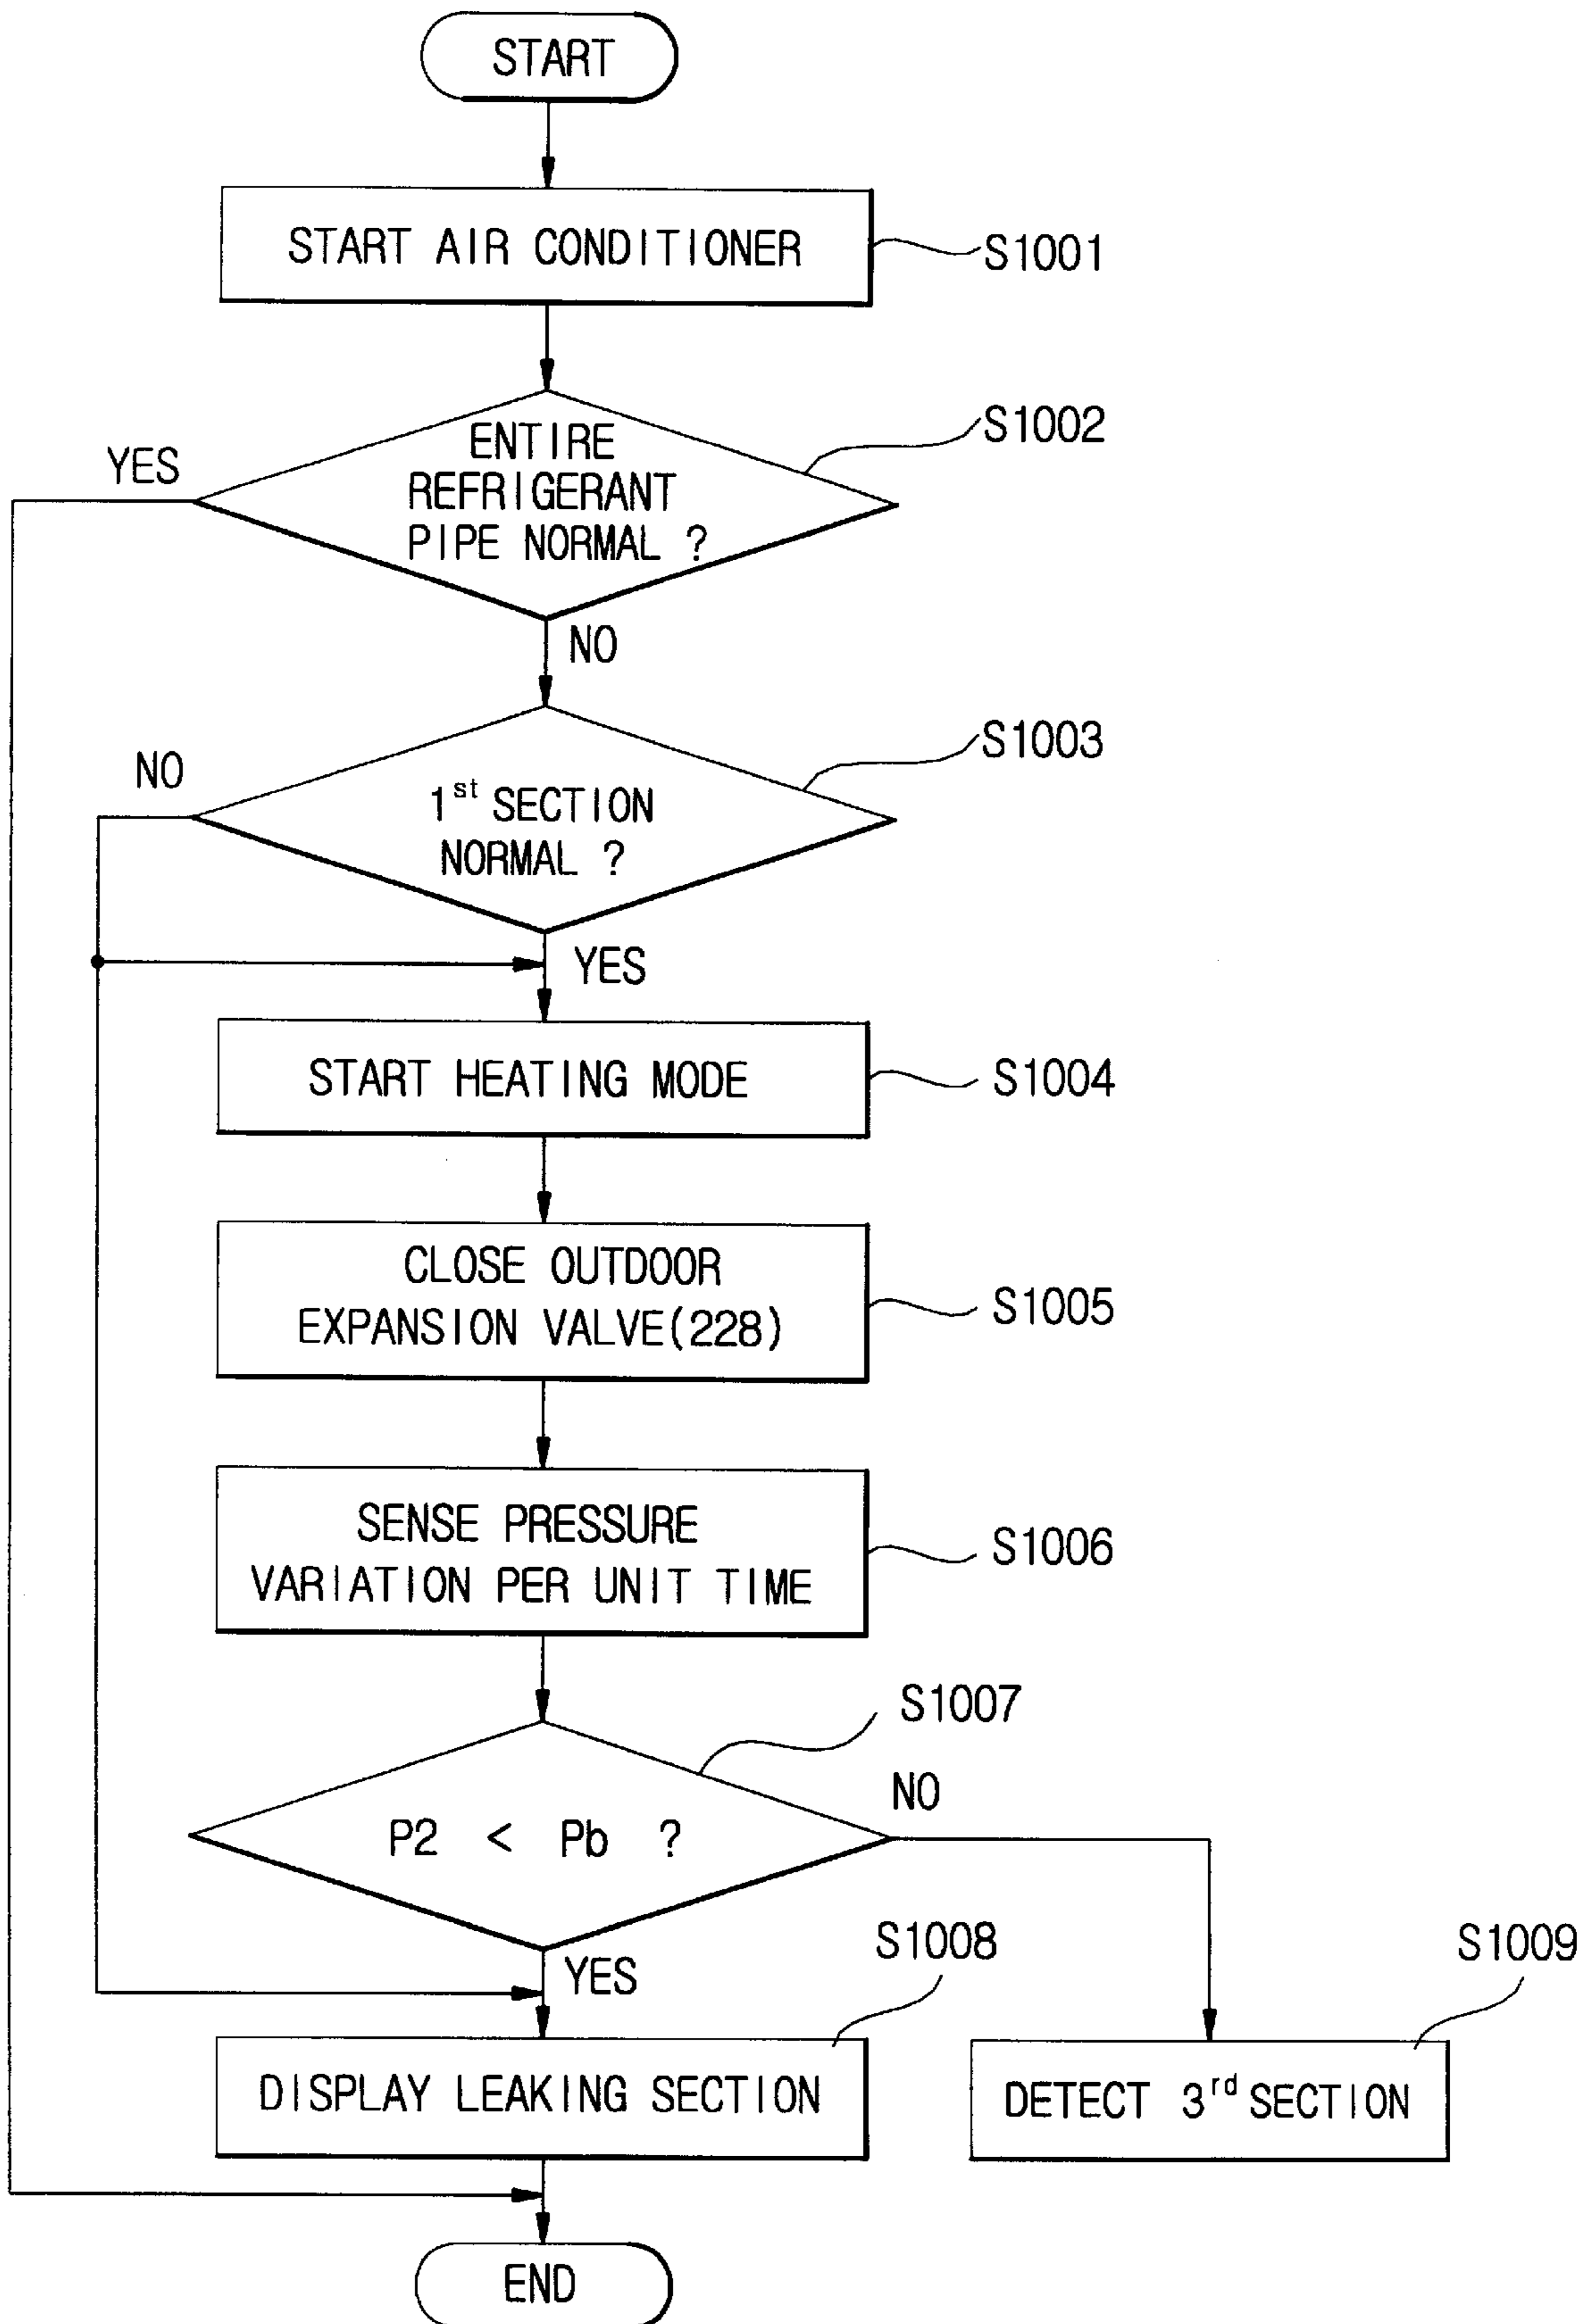 START
START AIR CONDITIONER
S1001
YES
ENTIRE
REFRIGERANT
PIPE NORMAL ?
S1002
NO
NO
1st SECTION
NORMAL ?
S1003
YES
START HEATING MODE
S1004
CLOSE OUTDOOR
EXPANSION VALVE(228)
S1005
SENSE PRESSURE
VARIATION PER UNIT TIME
S1006
S1007
P2 < Pb ?
NO
YES
S1008
S1009
DISPLAY LEAKING SECTION
DETECT 3rd SECTION
END